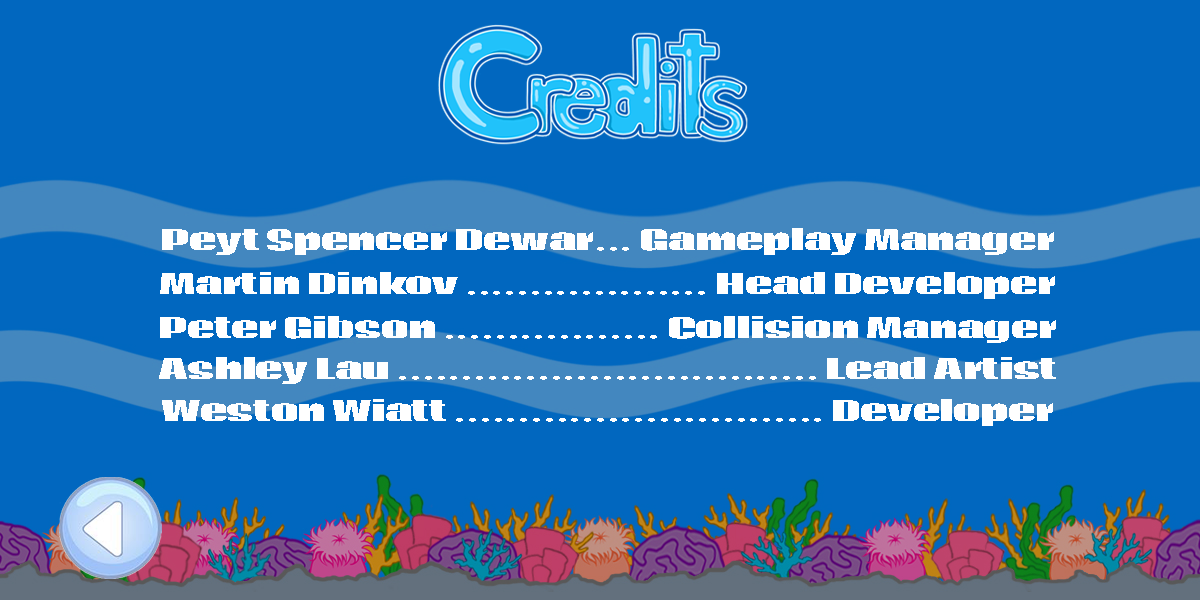 Credits
Peyt Spencer Dewar... Gameplay Manager
Martin Dinkov ................... Head Developer
Peter Gibson ................. Collision Manager
Ashley Lau ................................. Lead Artist
Weston Wiatt ............................. Developer